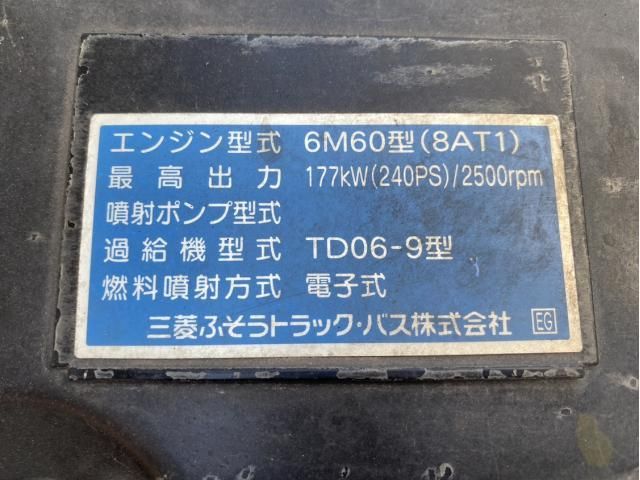 エンジン型式 6M60型(8AT1)
最高出力 177kW(240PS)/2500rpm
噴射ポンプ型式
過給機型式 TD06-9型
燃料噴射方式 電子式
三菱ふそうトラック・バス株式会社 EG